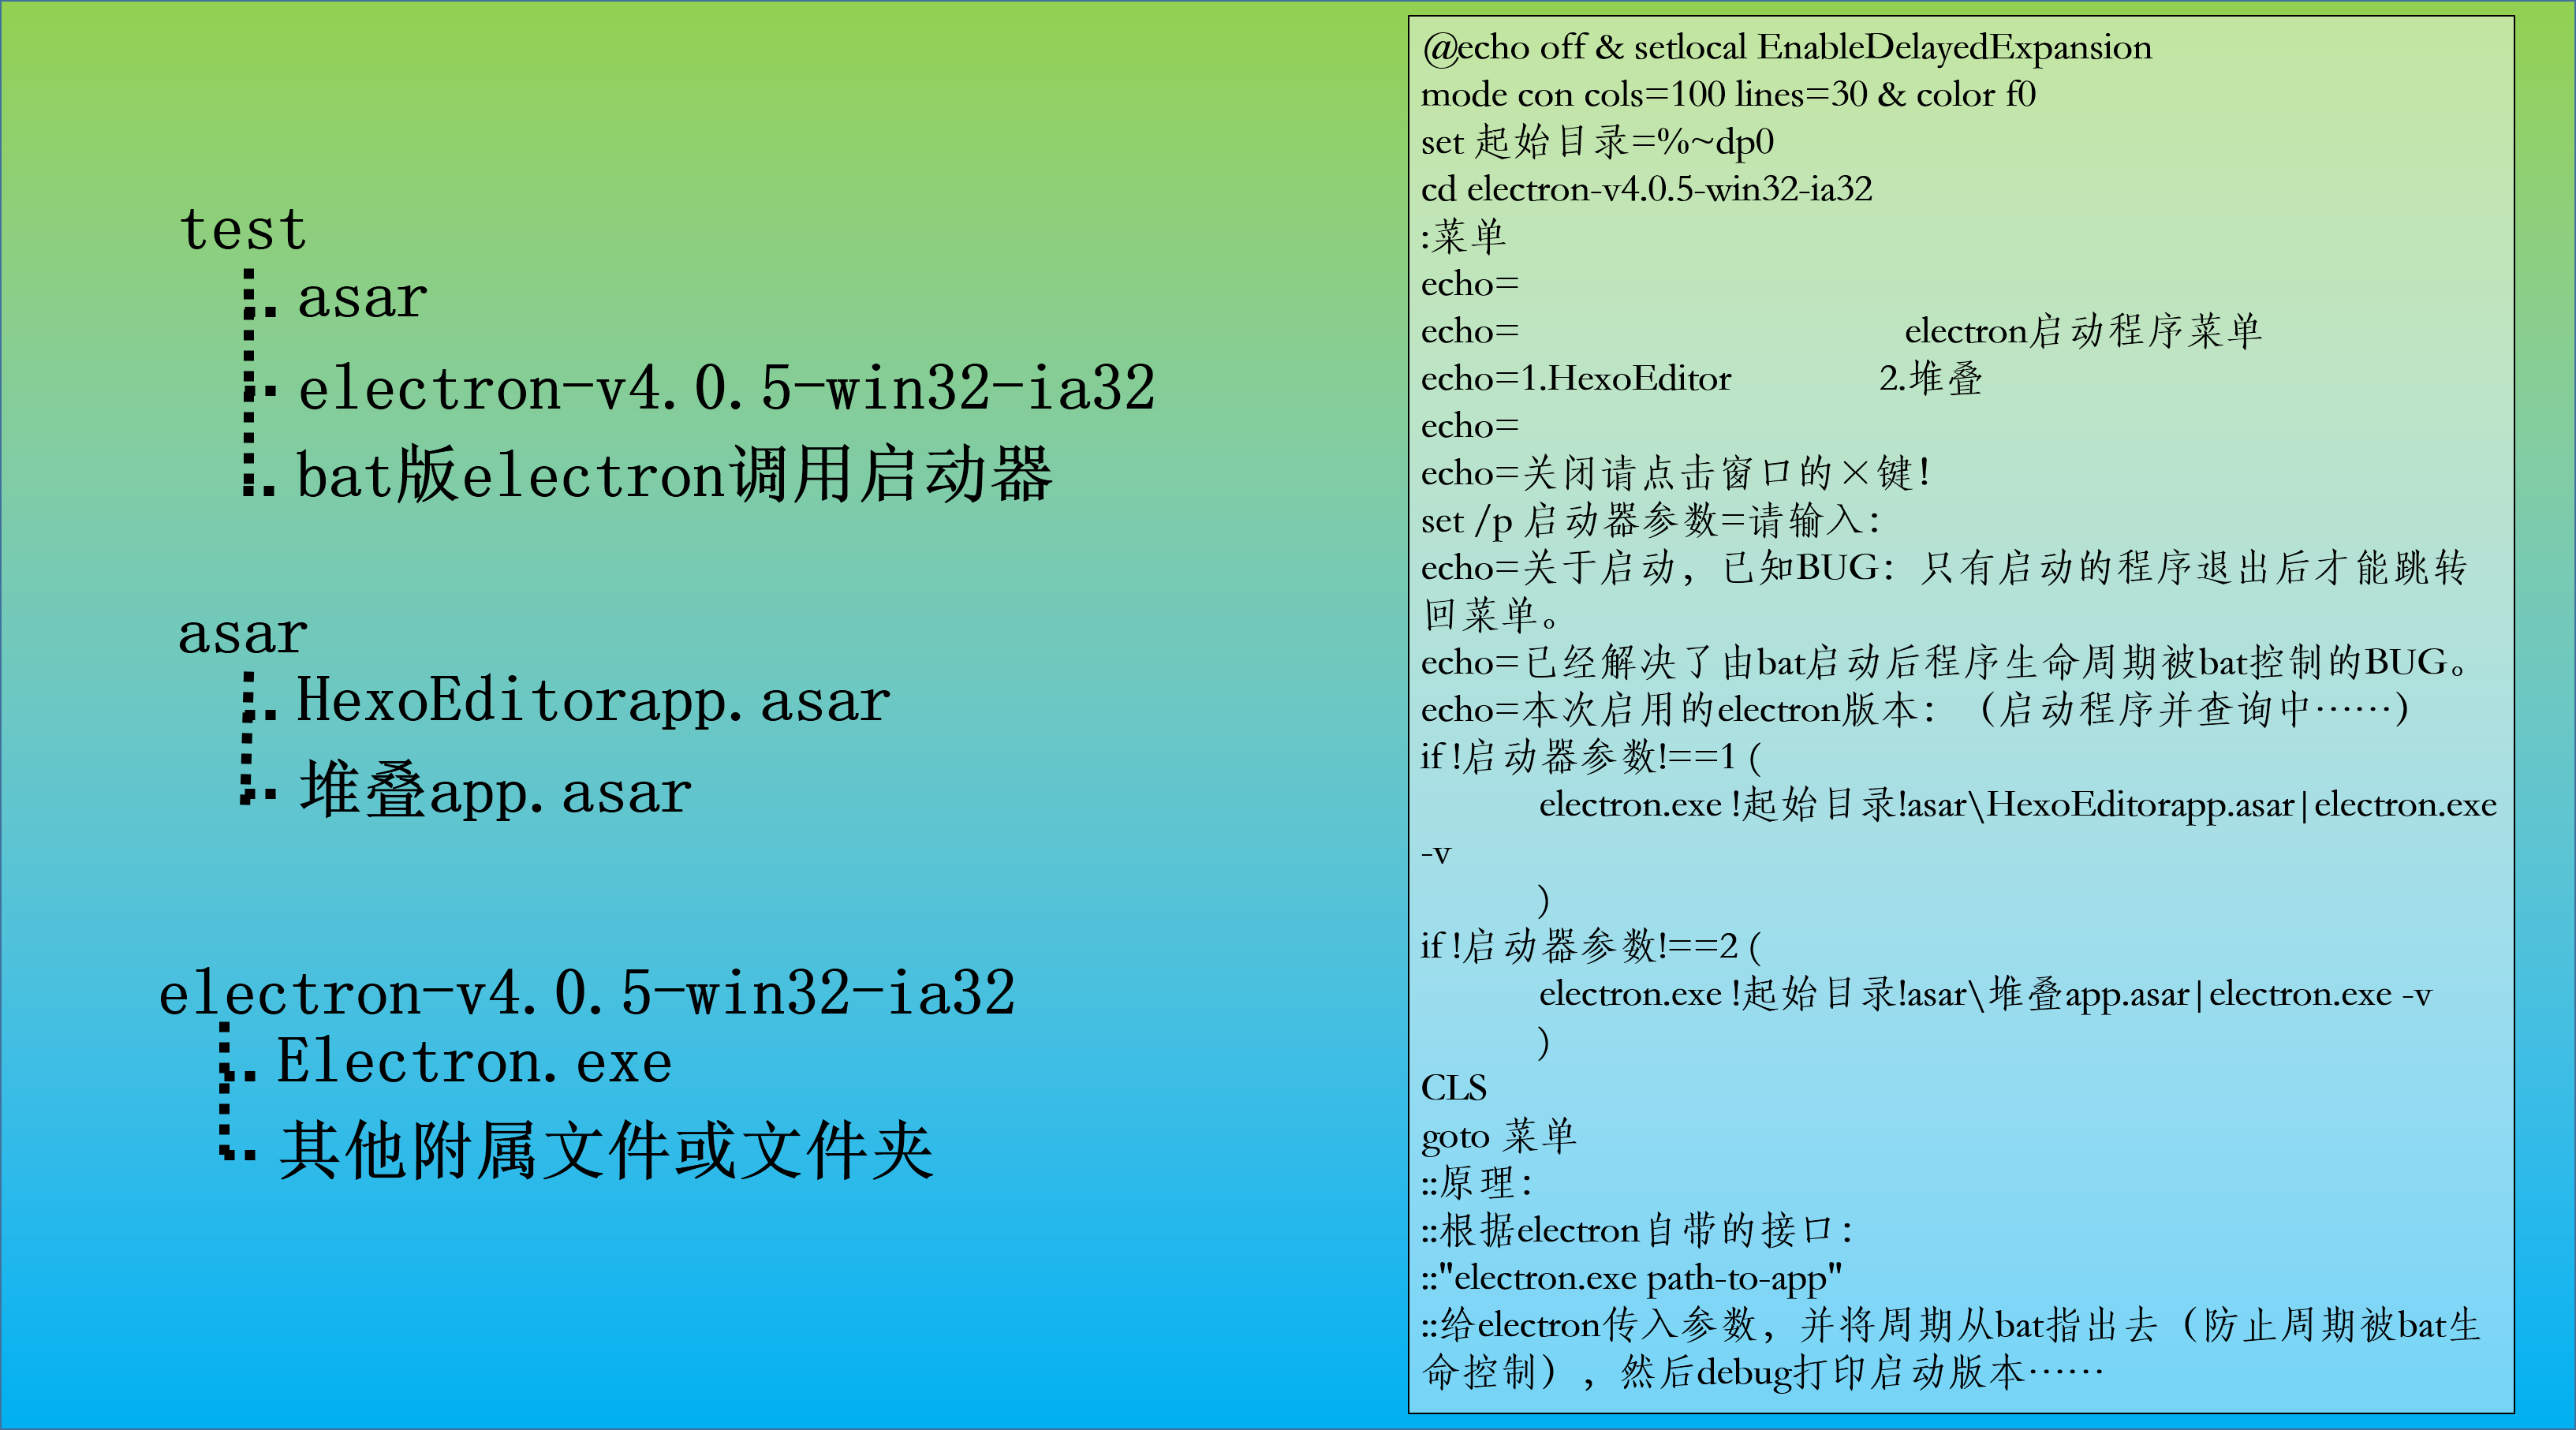 test
asar
electron-v4.0.5-win32-ia32
bat版electron调用启动器
asar
HexoEditorapp.asar
堆叠app.asar
electron-v4.0.5-win32-ia32
Electron.exe
其他附属文件或文件夹
@echo off & setlocal EnableDelayedExpansion
mode con cols=100 lines=30 & color f0
set 起始目录=%~dp0
cd electron-v4.0.5-win32-ia32
:菜单
echo=
echo=                                        electron启动程序菜单
echo=1.HexoEditor               2.堆叠
echo=
echo=关闭请点击窗口的×键！
set /p 启动器参数=请输入：
echo=关于启动，已知BUG：只有启动的程序退出后才能跳转
回菜单。
echo=已经解决了由bat启动后程序生命周期被bat控制的BUG。
echo=本次启用的electron版本：（启动程序并查询中……）
if !启动器参数!==1 (
electron.exe !起始目录!asar\HexoEditorapp.asar|electron.exe
-v
)
if !启动器参数!==2 (
electron.exe !起始目录!asar\堆叠app.asar|electron.exe -v
)
CLS
goto 菜单
::原理：
::根据electron自带的接口：
::"electron.exe path-to-app"
::给electron传入参数，并将周期从bat指出去（防止周期被bat生
命控制），然后debug打印启动版本……